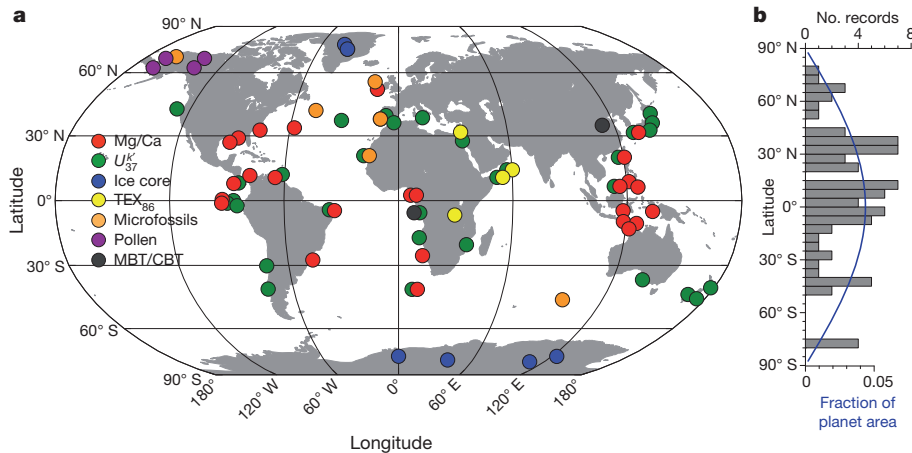 a
90° N
60° N
30° N
0°
30° S
60° S
90° S
Latitude
Mg/Ca
U^k'_37
Ice core
TEX_86
Microfossils
Pollen
MBT/CBT
180°
120° W
60° W
0°
60° E
120° E
180°
Longitude
b
No. records
0 4 8
90° N
60° N
30° N
0°
30° S
60° S
90° S
Latitude
0 0.05
Fraction of
planet area